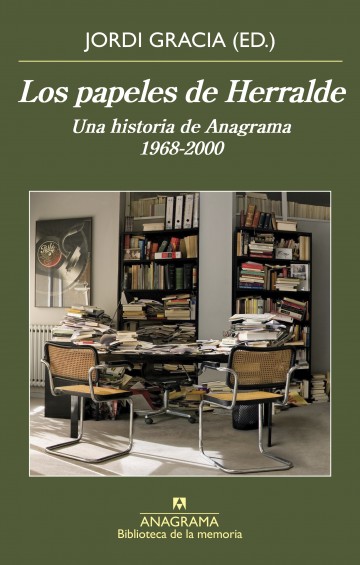 JORDI GRACIA (ED.)
Los papeles de Herralde
Una historia de Anagrama
1968-2000
ANAGRAMA
Biblioteca de la memoria